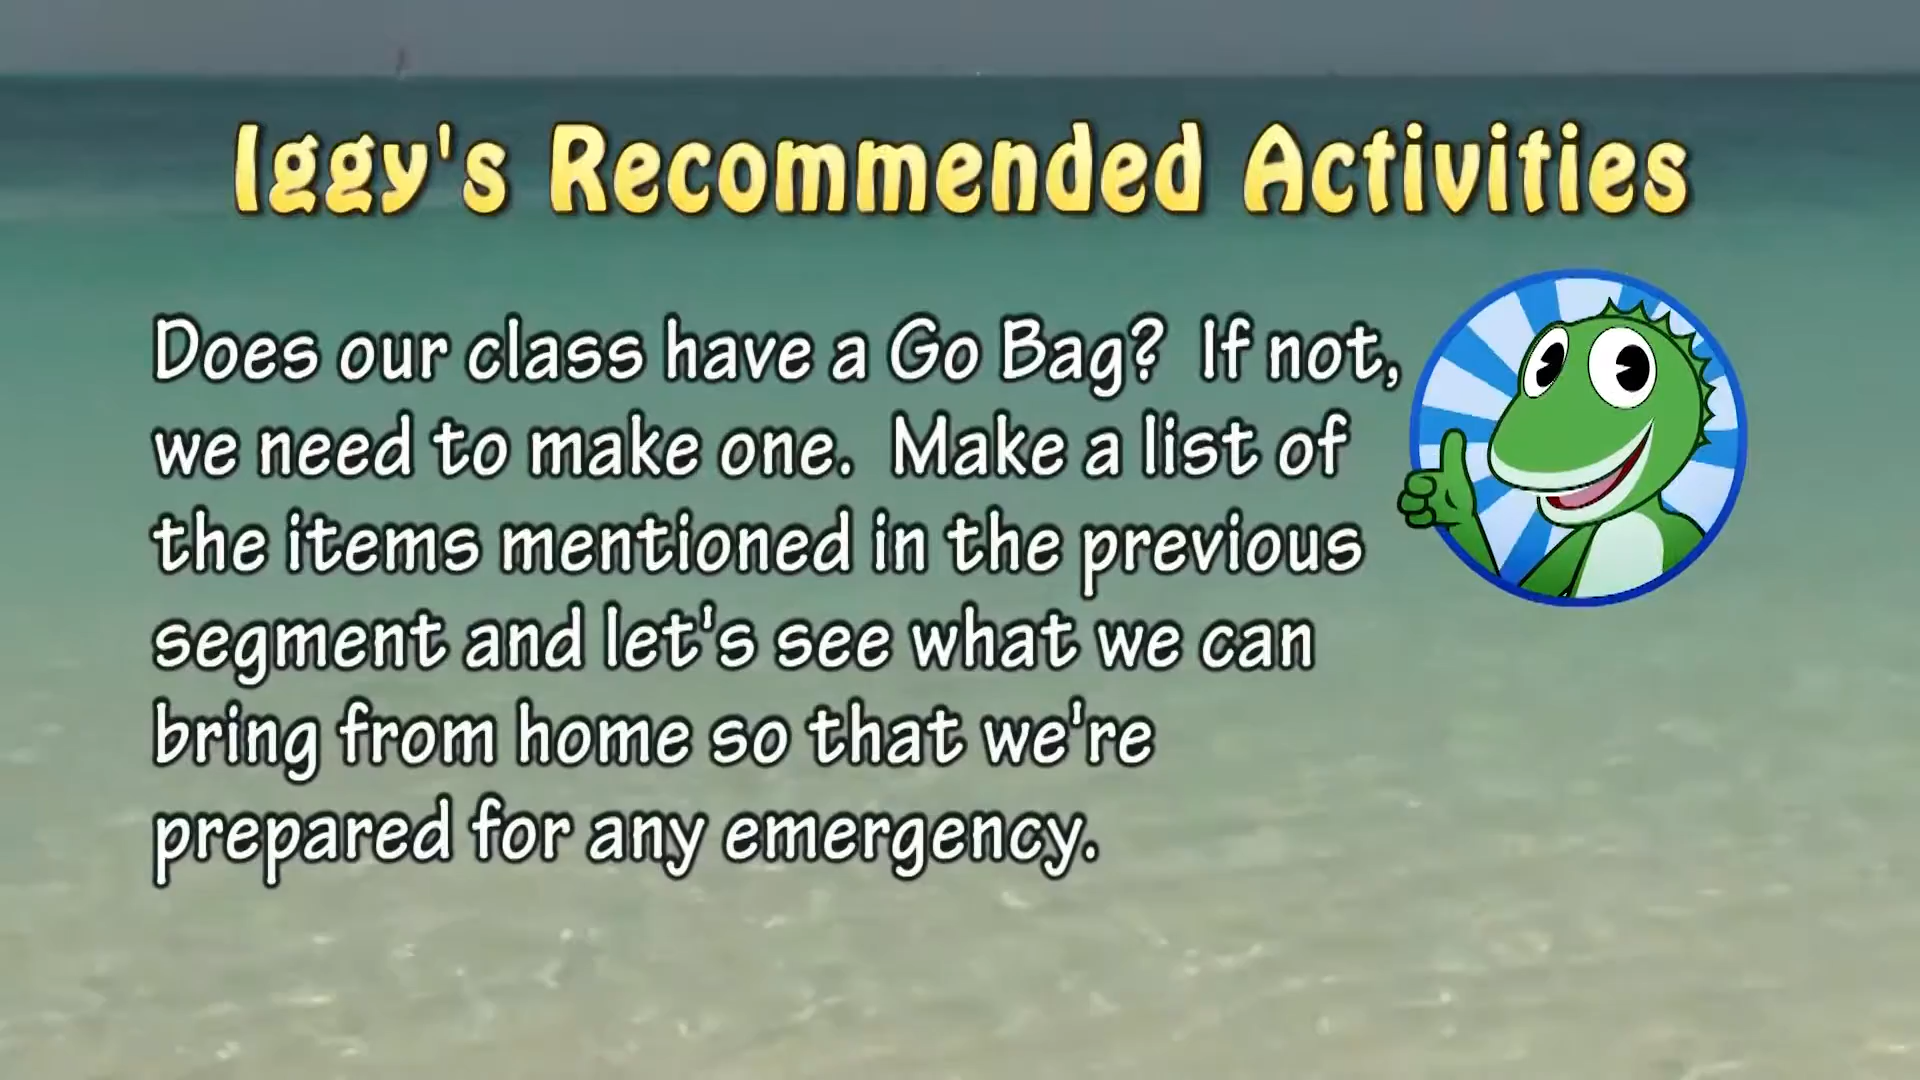 Iggy's Recommended Activities
Does our class have a Go Bag?  If not,
we need to make one.  Make a list of
the items mentioned in the previous
segment and let's see what we can
bring from home so that we're
prepared for any emergency.